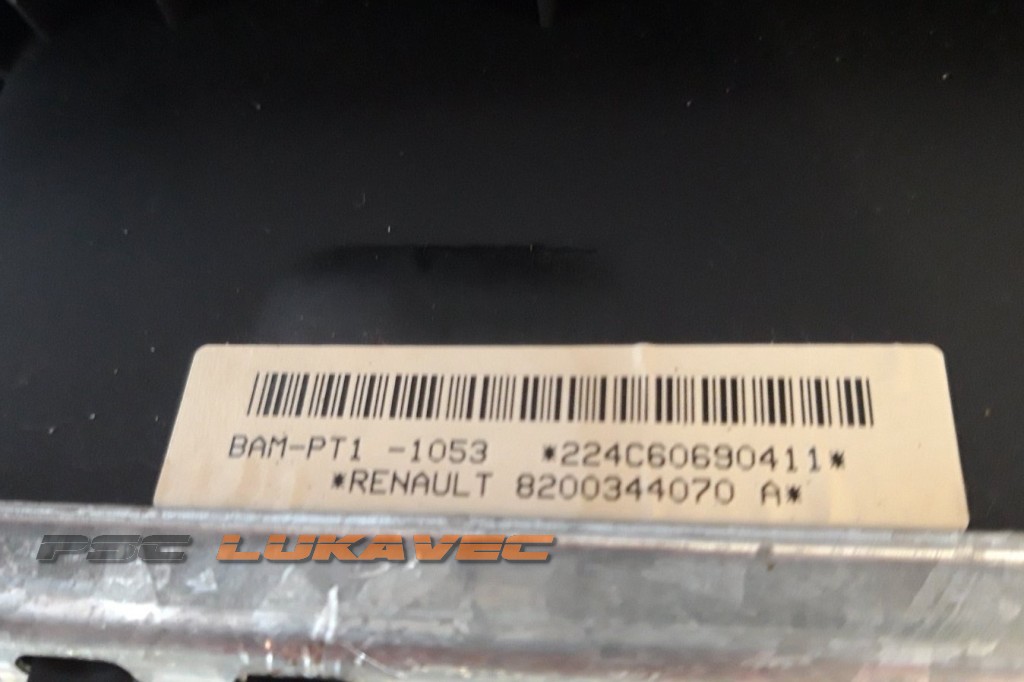 BAM-PT1 -1053 *224C60690411*
*RENAULT 8200344070 A*
PSC LUKAVEC